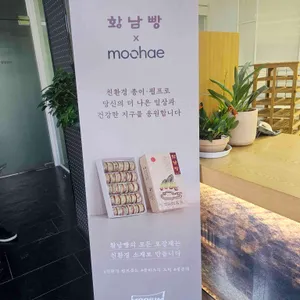 황남빵
×
moohae
친환경 종이·펄프로
당신의 더 나은 일상과
건강한 지구를 응원합니다
황남빵의 모든 포장에는
친환경 소재로 만듭니다